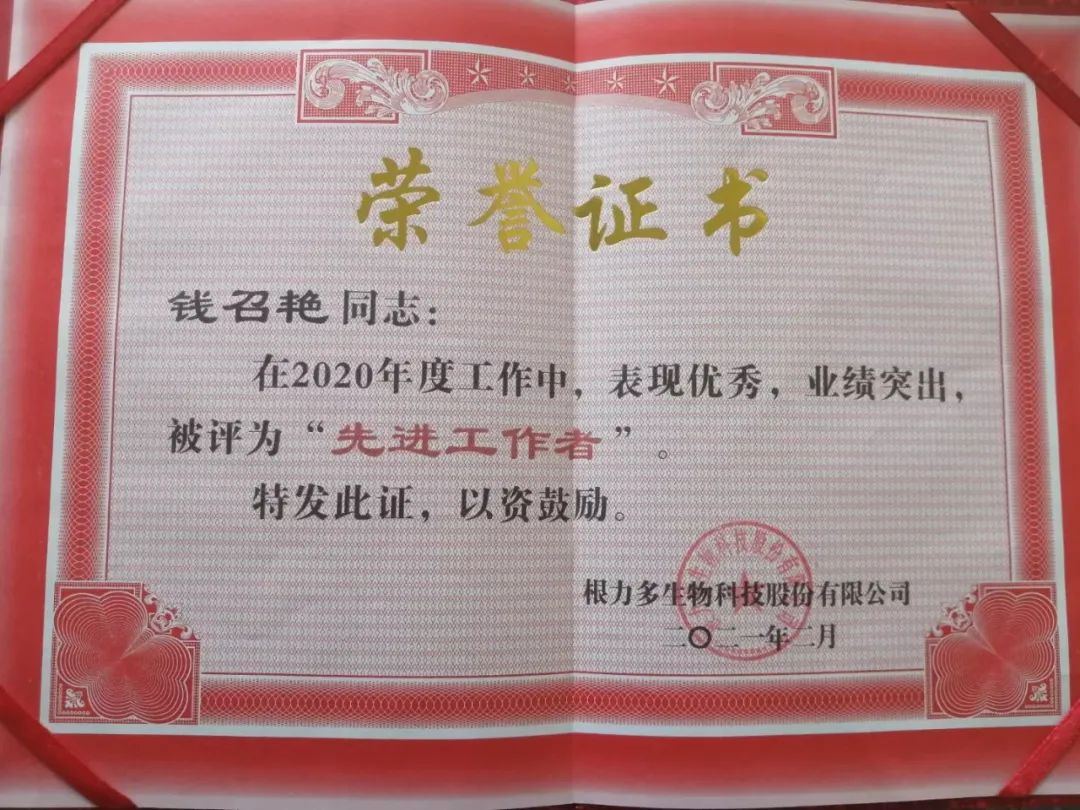 荣誉证书
钱召艳同志：
在2020年度工作中，表现优秀，业绩突出，
被评为“先进工作者”。
特发此证，以资鼓励。
根力多生物科技股份有限公司
二〇二一年二月